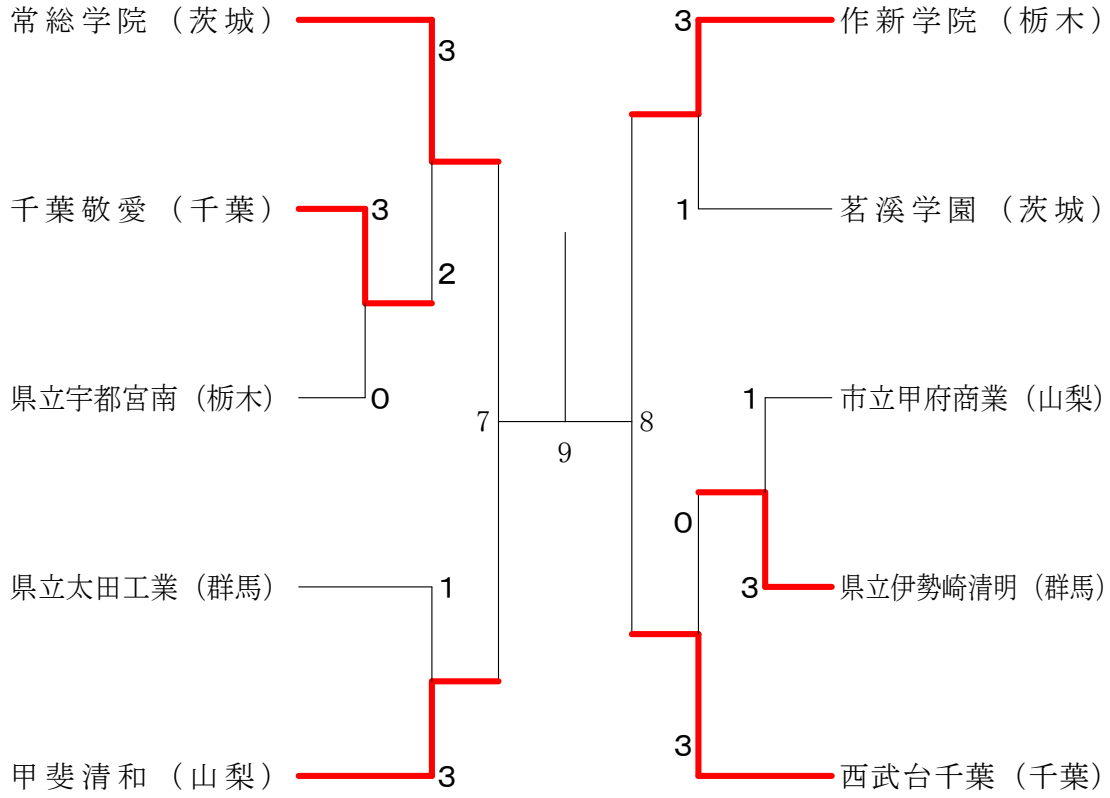 常総学院（茨城）
3
千葉敬愛（千葉）
3
2
県立宇都宮南（栃木）
0
県立太田工業（群馬）
1
甲斐清和（山梨）
3
7
9
8
3
作新学院（栃木）
1
茗溪学園（茨城）
1
市立甲府商業（山梨）
0
3
県立伊勢崎清明（群馬）
3
西武台千葉（千葉）